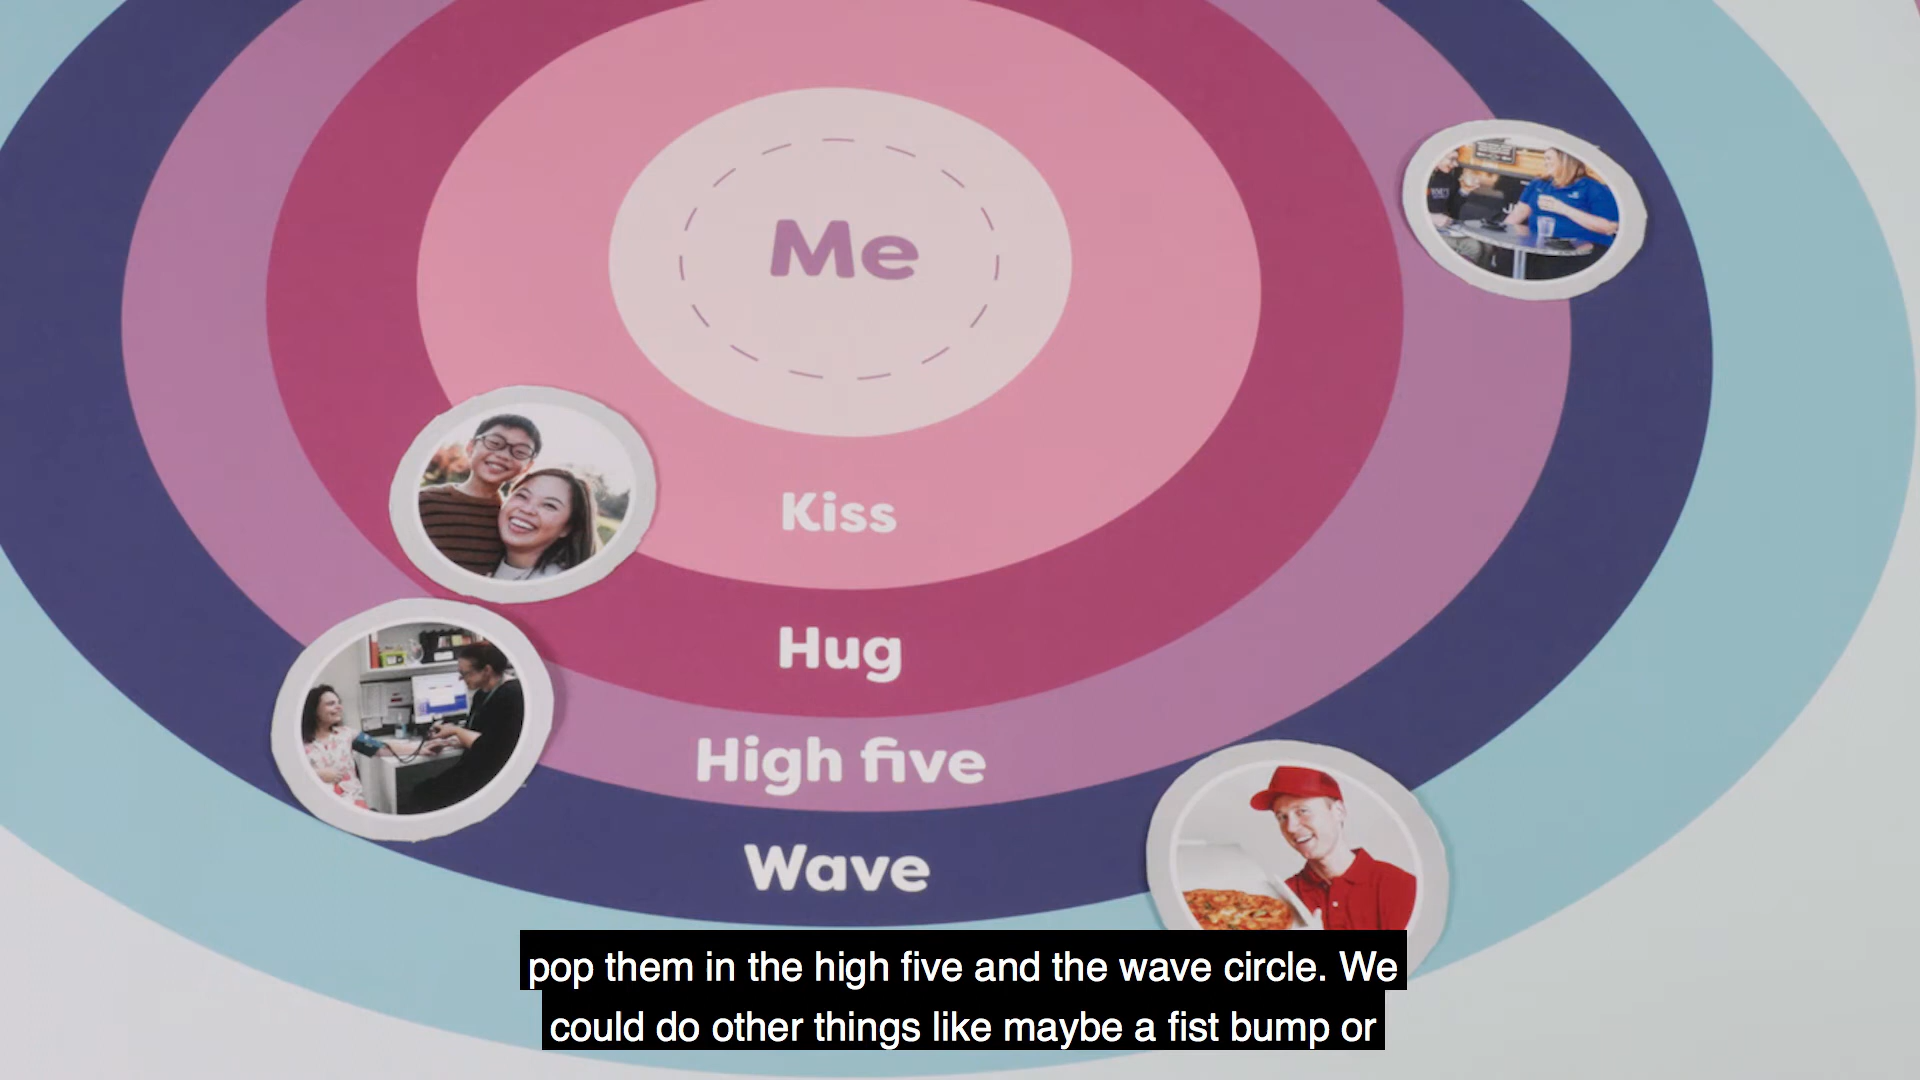 Me
Kiss
Hug
High five
Wave
pop them in the high five and the wave circle. We
could do other things like maybe a fist bump or